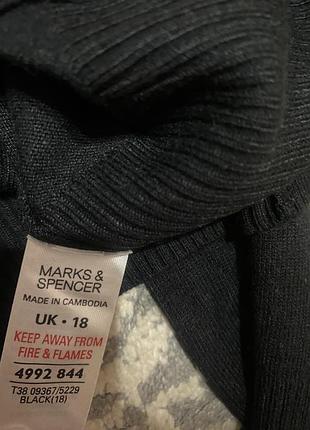 MARKS &
SPENCER
MADE IN CAMBODIA
UK • 18
KEEP AWAY FROM
FIRE & FLAMES
4992 844
T38 09367/5229
BLACK(18)